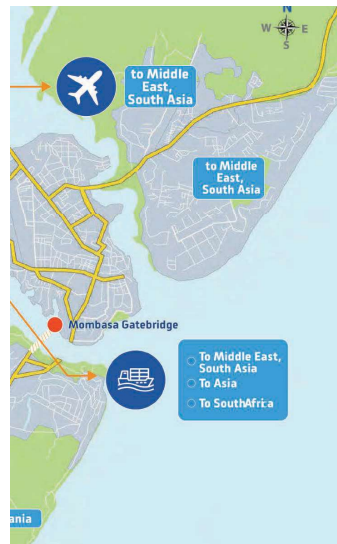 N
W
E
S
to Middle
East,
South Asia
to Middle
East,
South Asia
Mombasa Gatebridge
To Middle East,
South Asia
To Asia
To SouthAfrica
ania